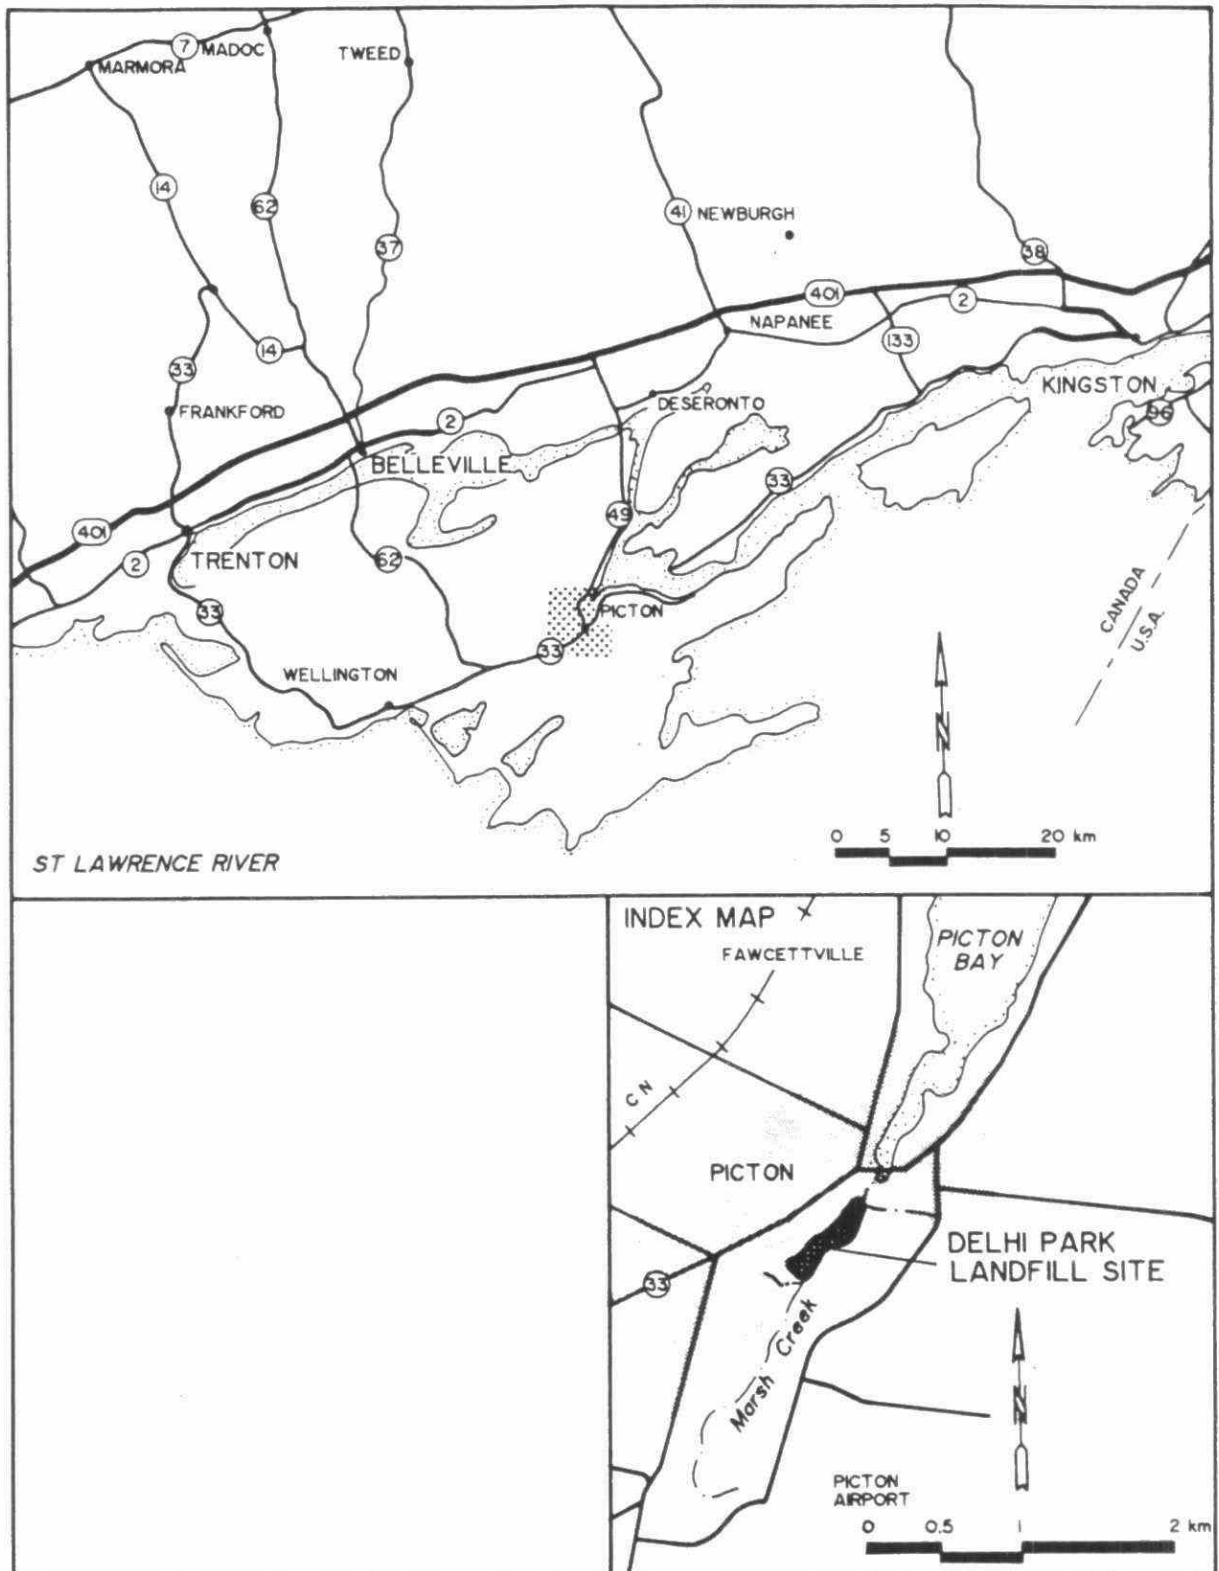 7
MADOC
TWEED
MARMORA
14
62
41
NEWBURGH
37
38
401
2
NAPANEE
14
133
33
KINGSTON
FRANKFORD
2
DESERONTO
96
BELLEVILLE
33
49
401
2
TRENTON
62
CANADA
U.S.A.
33
PICTON
33
WELLINGTON
N
0 5 10 20 km
ST LAWRENCE RIVER
INDEX MAP
FAWCETTVILLE
PICTON
BAY
C N
PICTON
DELHI PARK
LANDFILL SITE
33
Marsh Creek
N
PICTON
AIRPORT
0 0.5 1 2 km